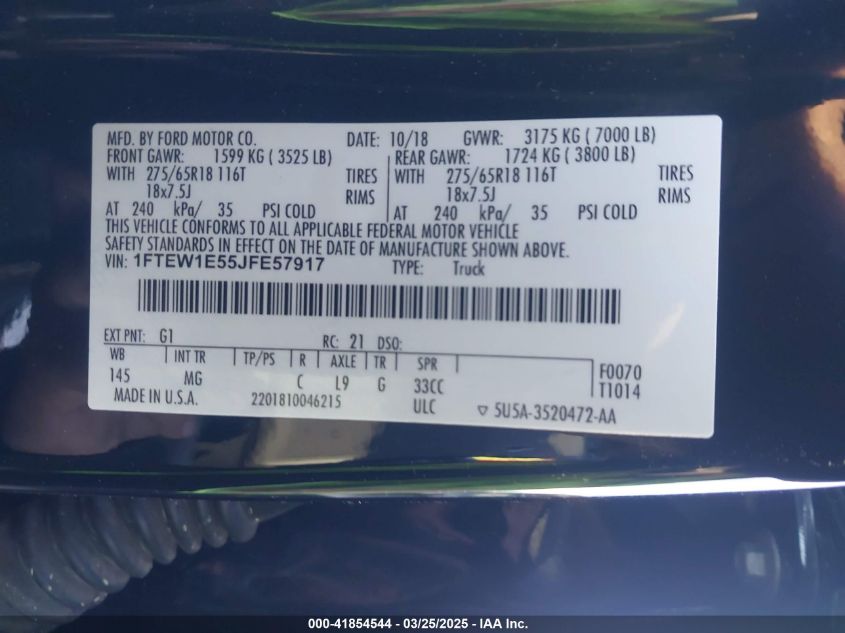 MFD. BY FORD MOTOR CO. DATE: 10/18 GVWR: 3175 KG ( 7000 LB)
FRONT GAWR: 1599 KG ( 3525 LB) REAR GAWR: 1724 KG ( 3800 LB)
WITH 275/65R18 116T TIRES WITH 275/65R18 116T TIRES
18x7.5J RIMS 18x7.5J RIMS
AT 240 kPa/ 35 PSI COLD AT 240 kPa/ 35 PSI COLD
THIS VEHICLE CONFORMS TO ALL APPLICABLE FEDERAL MOTOR VEHICLE
SAFETY STANDARDS IN EFFECT ON THE DATE OF MANUFACTURE SHOWN ABOVE.
VIN: 1FTEW1E55JFE57917 TYPE: Truck
EXT PNT: G1 RC: 21 DSO:
WB INT TR TP/PS R AXLE TR SPR F0070
145 MG C L9 G 33CC T1014
MADE IN U.S.A. 2201810046215 ULC ▽ 5U5A-3520472-AA
000-41854544 - 03/25/2025 - IAA Inc.